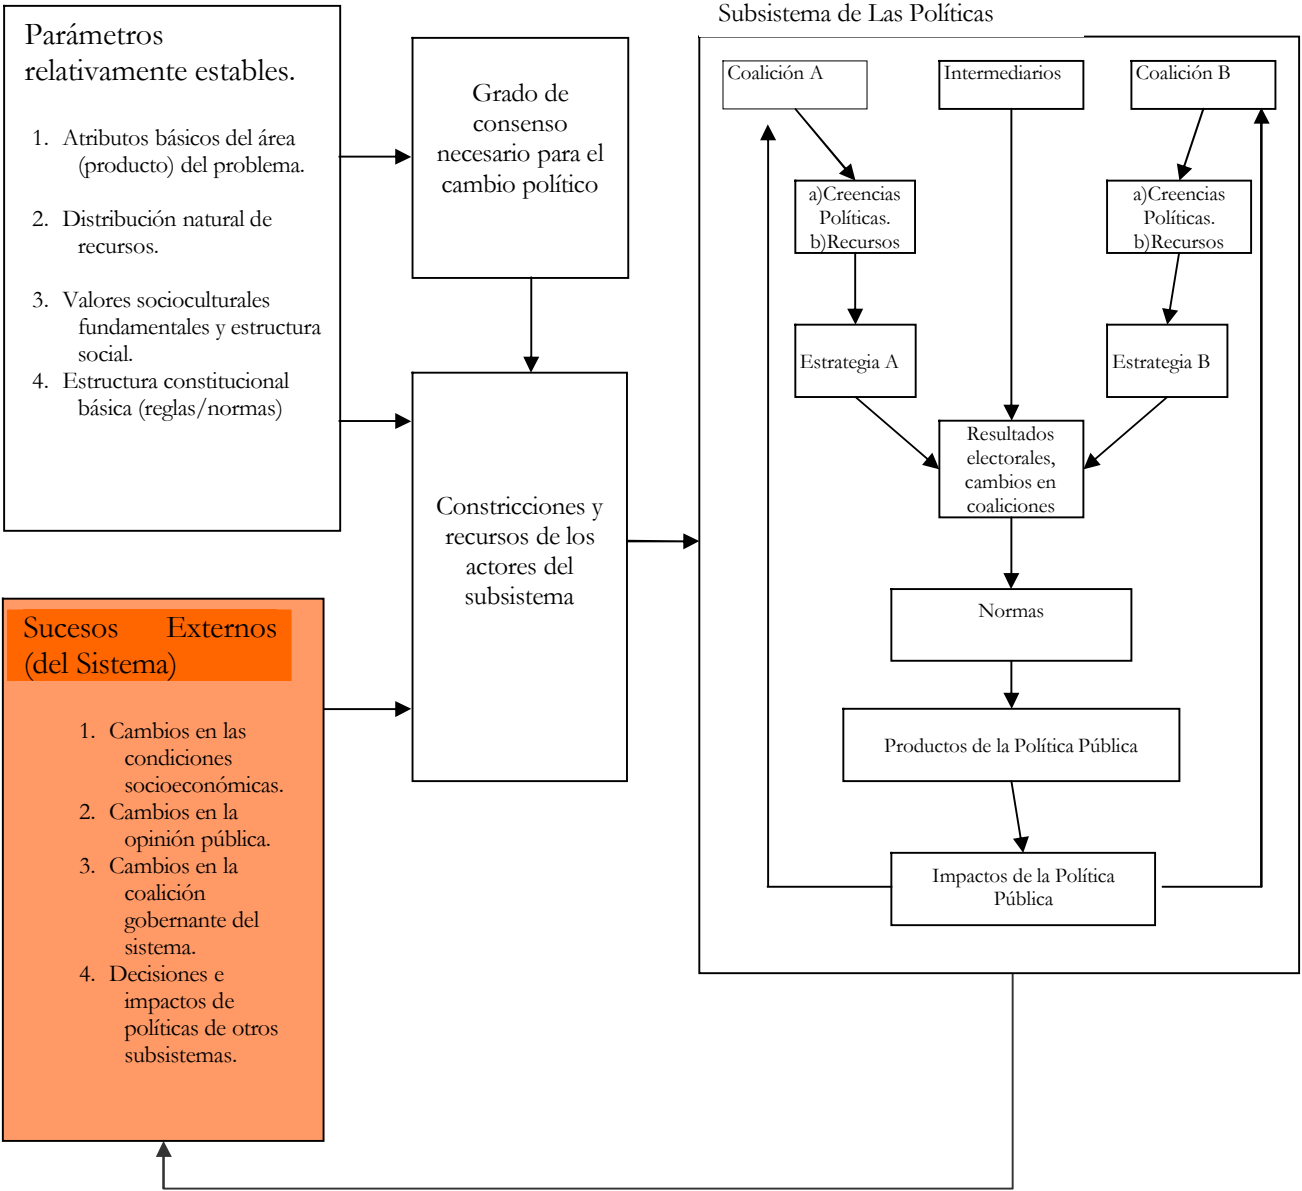 Subsistema de Las Políticas
Parámetros
relativamente estables.
1. Atributos básicos del área
(producto) del problema.
2. Distribución natural de
recursos.
3. Valores socioculturales
fundamentales y estructura
social.
4. Estructura constitucional
básica (reglas/normas)
Grado de
consenso
necesario para el
cambio político
Constricciones y
recursos de los
actores del
subsistema
Sucesos Externos
(del Sistema)
1. Cambios en las
condiciones
socioeconómicas.
2. Cambios en la
opinión pública.
3. Cambios en la
coalición
gobernante del
sistema.
4. Decisiones e
impactos de
políticas de otros
subsistemas.
Coalición A
Intermediarios
Coalición B
a)Creencias
Políticas.
b)Recursos
a)Creencias
Políticas.
b)Recursos
Estrategia A
Estrategia B
Resultados
electorales,
cambios en
coaliciones
Normas
Productos de la Política Pública
Impactos de la Política
Pública